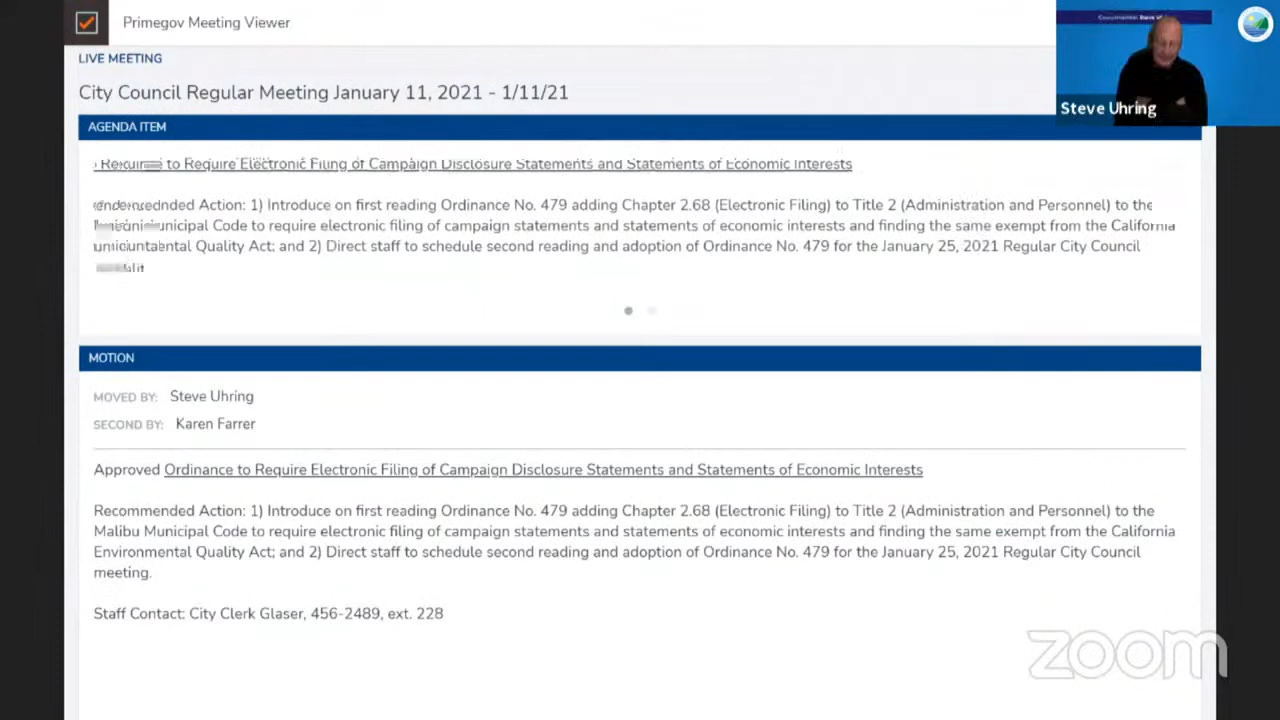 Primegov Meeting Viewer
LIVE MEETING
City Council Regular Meeting January 11, 2021 - 1/11/21
Steve Uhring
AGENDA ITEM
to Require Electronic Filing of Campaign Disclosure Statements and Statements of Economic Interests
Action: 1) Introduce on first reading Ordinance No. 479 adding Chapter 2.68 (Electronic Filing) to Title 2 (Administration and Personnel) to the
Code to require electronic filing of campaign statements and statements of economic interests and finding the same exempt from the California
Quality Act; and 2) Direct staff to schedule second reading and adoption of Ordinance No. 479 for the January 25, 2021 Regular City Council
MOTION
MOVED BY: Steve Uhring
SECOND BY: Karen Farrer
Approved Ordinance to Require Electronic Filing of Campaign Disclosure Statements and Statements of Economic Interests
Recommended Action: 1) Introduce on first reading Ordinance No. 479 adding Chapter 2.68 (Electronic Filing) to Title 2 (Administration and Personnel) to the
Malibu Municipal Code to require electronic filing of campaign statements and statements of economic interests and finding the same exempt from the California
Environmental Quality Act; and 2) Direct staff to schedule second reading and adoption of Ordinance No. 479 for the January 25, 2021 Regular City Council
meeting.
Staff Contact: City Clerk Glaser, 456-2489, ext. 228
zoom